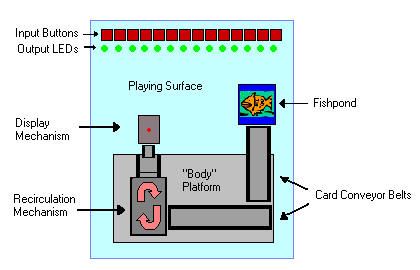 Input Buttons
Output LEDs
Playing Surface
Fishpond
Display
Mechanism
"Body"
Platform
Card Conveyor Belts
Recirculation
Mechanism